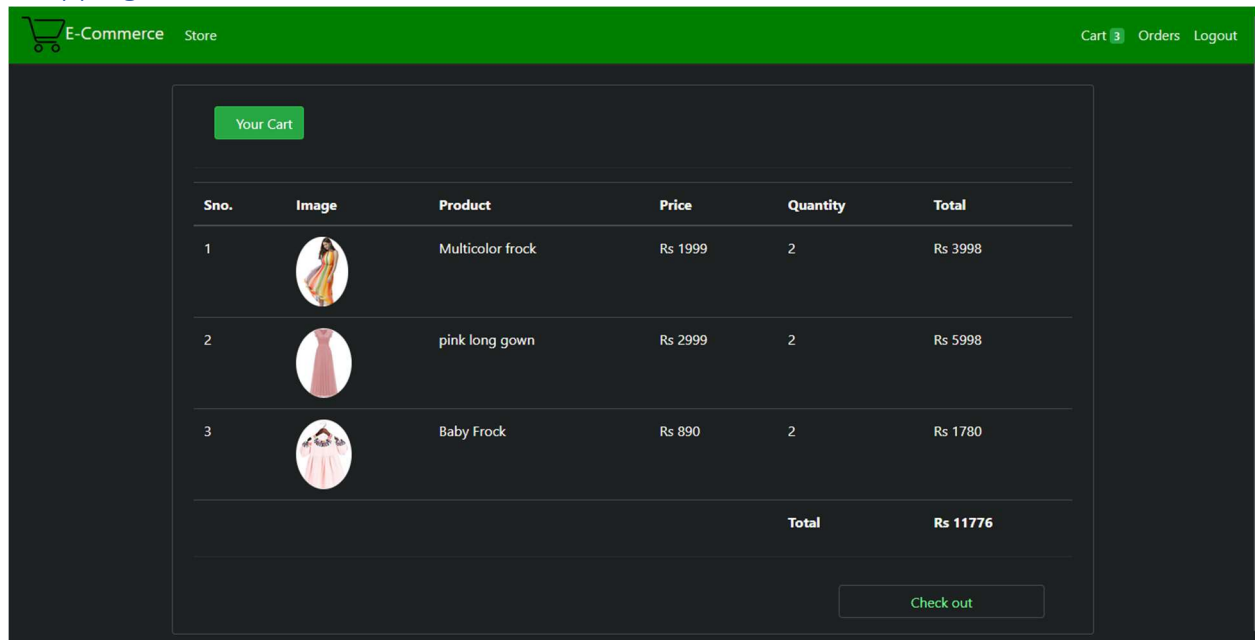 E-Commerce Store Cart 3 Orders Logout
Your Cart
Sno. Image Product Price Quantity Total
1 Multicolor frock Rs 1999 2 Rs 3998
2 pink long gown Rs 2999 2 Rs 5998
3 Baby Frock Rs 890 2 Rs 1780
Total Rs 11776
Check out